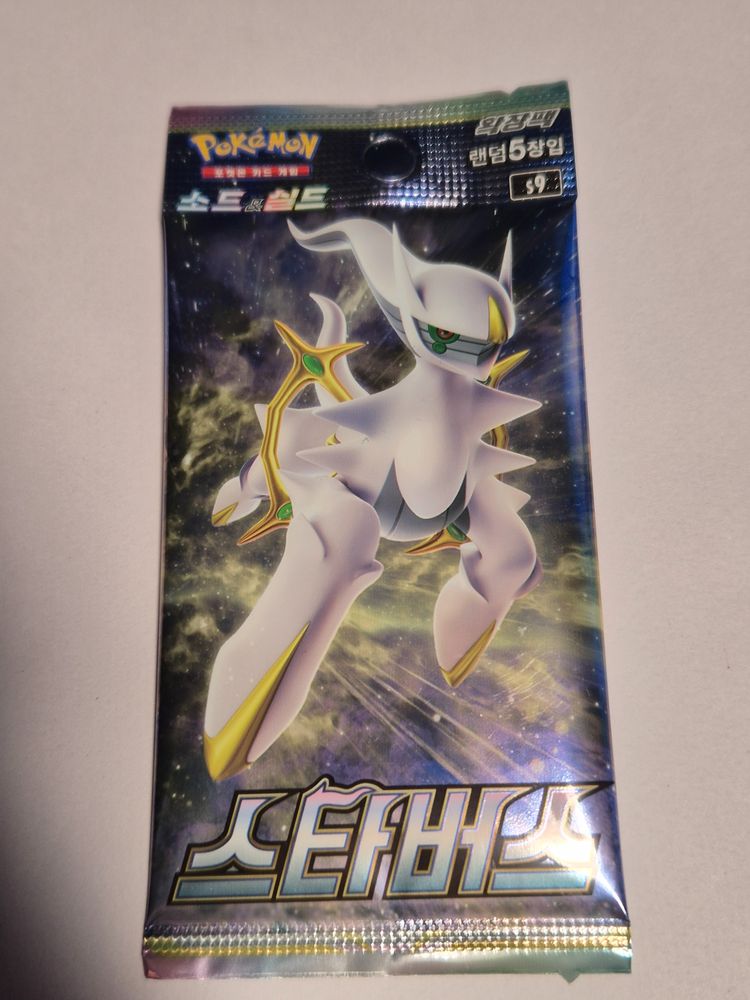 POKéMON
포켓몬 카드 게임
소드&실드
확장팩
랜덤5장입
s9
스타버스